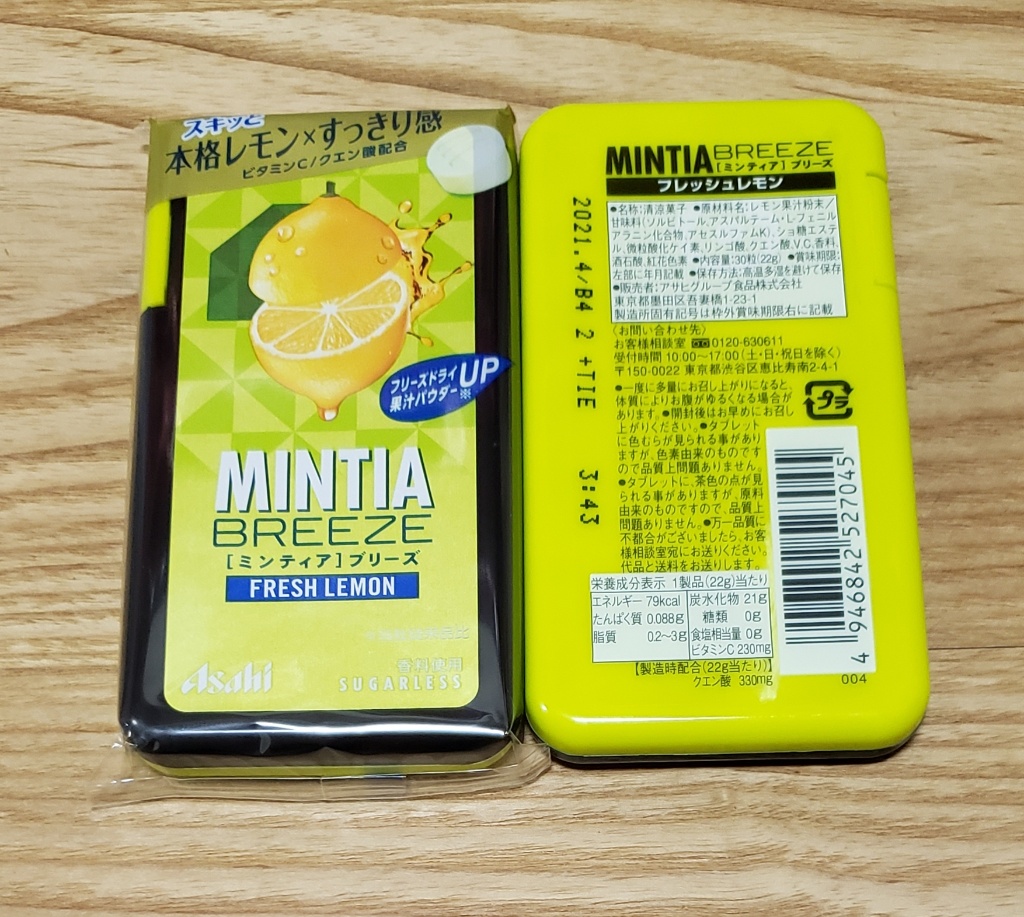 スキッと
本格レモン×すっきり感
ビタミンC/クエン酸配合
フリーズドライ
果汁パウダー UP
※
MINTIA
BREEZE
[ミンティア]ブリーズ
FRESH LEMON
香料使用
Asahi SUGARLESS
MINTIA BREEZE
[ミンティア]ブリーズ
フレッシュレモン
●名称:清涼菓子 ●原材料名:レモン果汁粉末/
甘味料(ソルビトール、アスパルテーム・L-フェニル
アラニン化合物、アセスルファムK)、ショ糖エステ
ル、微粒酸化ケイ素、リンゴ酸、クエン酸、V.C、香料、
酒石酸、紅花色素 ●内容量:30粒(22g) ●賞味期限:
左部に年月記載 ●保存方法:高温多湿を避けて保存
●販売者:アサヒグループ食品株式会社
東京都墨田区吾妻橋1-23-1
製造所固有記号は枠外賞味期限右に記載
2021.4/B4 2 +TIE 3:43
〈お問い合わせ先〉
お客様相談室 0120-630611
受付時間 10:00~17:00(土・日・祝日を除く)
〒150-0022 東京都渋谷区恵比寿南2-4-1
●一度に多量にお召し上がりになると、
体質によりお腹がゆるくなる場合が
あります。●開封後はお早めにお召し
上がりください。●タブレット
に色むらが見られる事があり
ますが、色素由来のものです
ので品質上問題ありません。
●タブレットに、茶色の点が見
られる事がありますが、原料
由来のものですので、品質上
問題ありません。●万一品質に
不都合がございましたら、お客
様相談室宛にお送りください。
代品と送料をお送りします。
プラ
栄養成分表示 1製品(22g)当たり
エネルギー 79kcal 炭水化物 21g
たんぱく質 0.088g 糖類 0g
脂質 0.2~3g 食塩相当量 0g
ビタミンC 230mg
【製造時配合(22g当たり)】
クエン酸 330mg
4 946842 527045
004